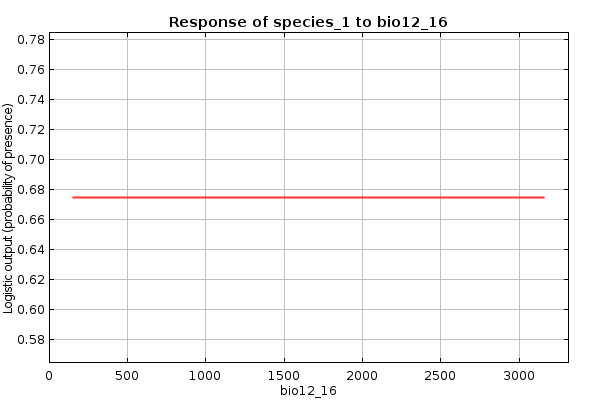 Response of species_1 to bio12_16
Logistic output (probability of presence)
0.78
0.76
0.74
0.72
0.70
0.68
0.66
0.64
0.62
0.60
0.58
0 500 1000 1500 2000 2500 3000
bio12_16